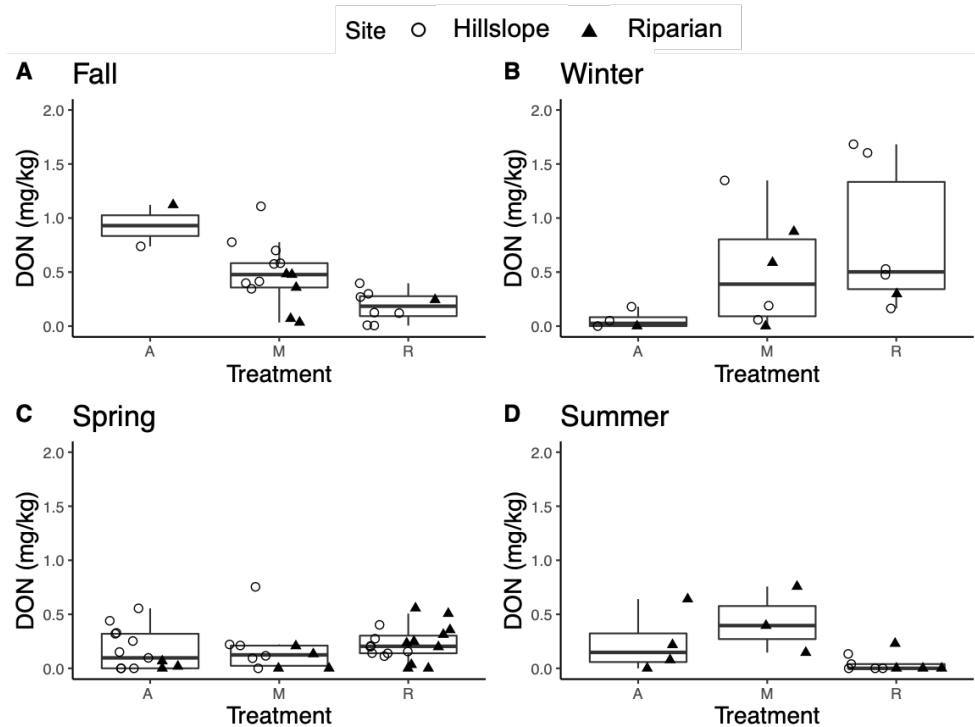 Site Hillslope Riparian
A Fall
2.0
1.5
1.0
0.5
0.0
DON (mg/kg)
A M R
Treatment
B Winter
2.0
1.5
1.0
0.5
0.0
DON (mg/kg)
A M R
Treatment
C Spring
2.0
1.5
1.0
0.5
0.0
DON (mg/kg)
A M R
Treatment
D Summer
2.0
1.5
1.0
0.5
0.0
DON (mg/kg)
A M R
Treatment